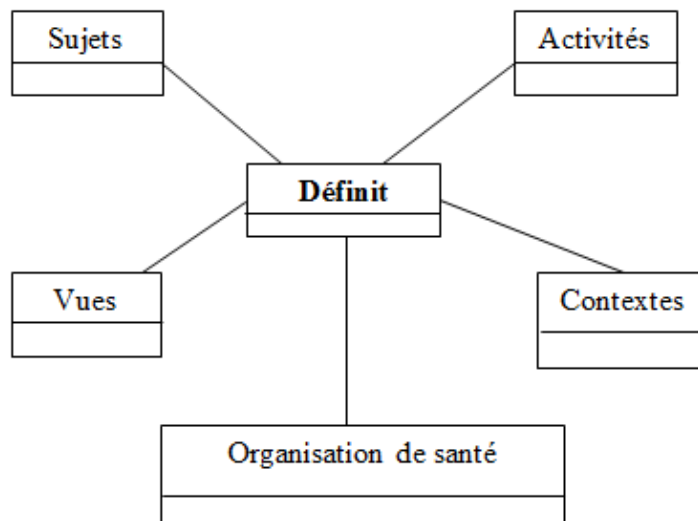 Sujets
Activités
Définit
Vues
Contextes
Organisation de santé